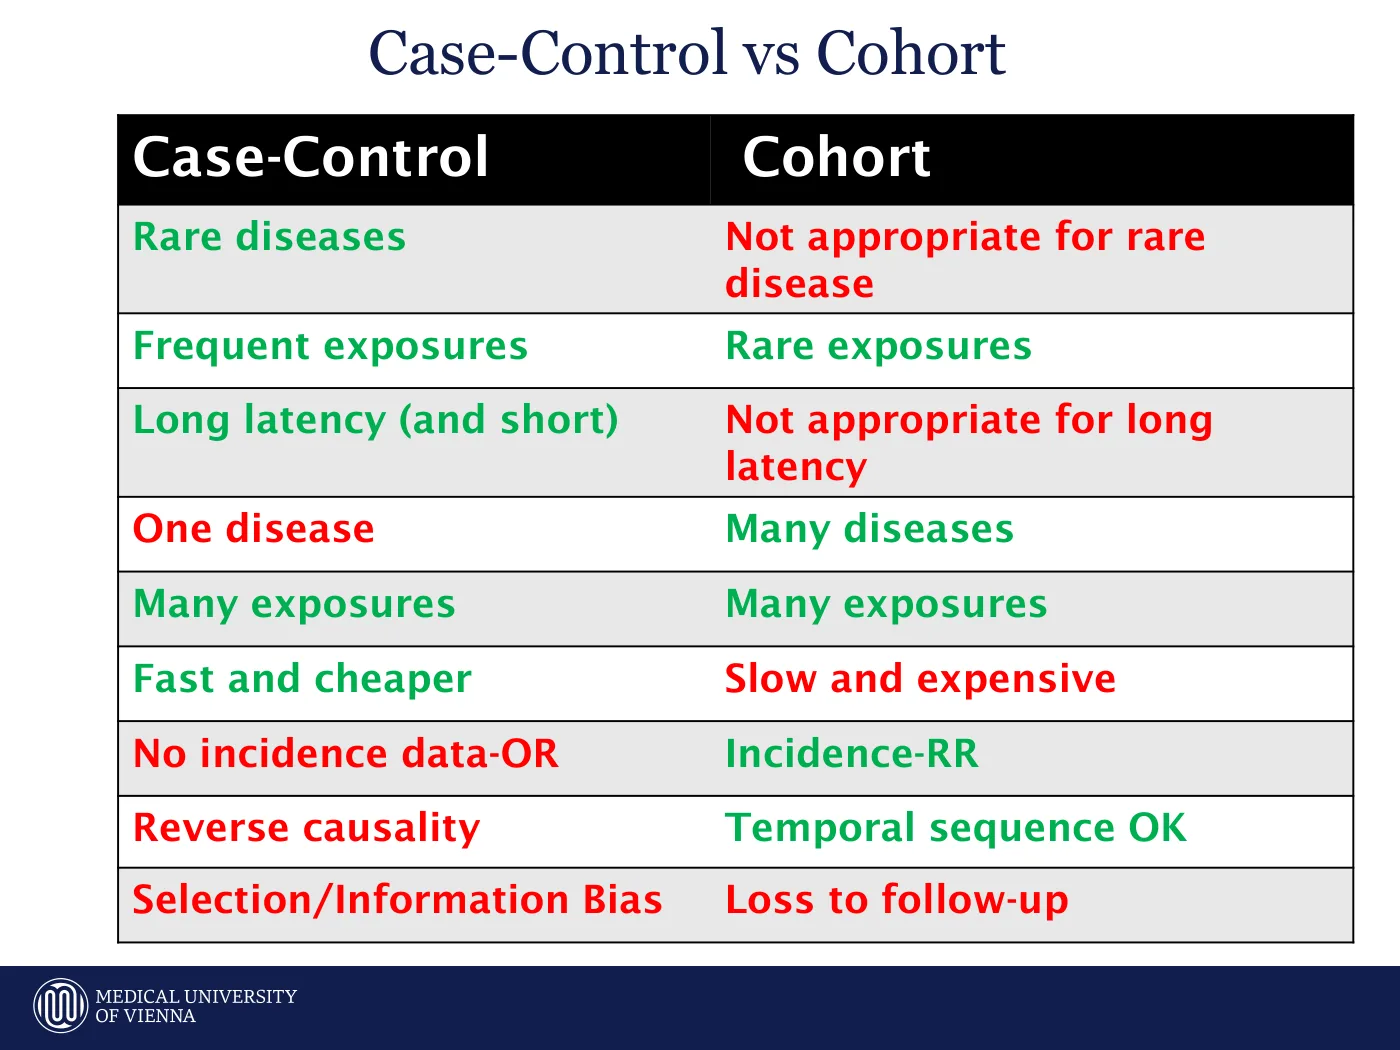 Case-Control vs Cohort
Case-Control
Cohort
Rare diseases
Not appropriate for rare
disease
Frequent exposures
Rare exposures
Long latency (and short)
Not appropriate for long
latency
One disease
Many diseases
Many exposures
Many exposures
Fast and cheaper
Slow and expensive
No incidence data-OR
Incidence-RR
Reverse causality
Temporal sequence OK
Selection/Information Bias
Loss to follow-up
MEDICAL UNIVERSITY
OF VIENNA